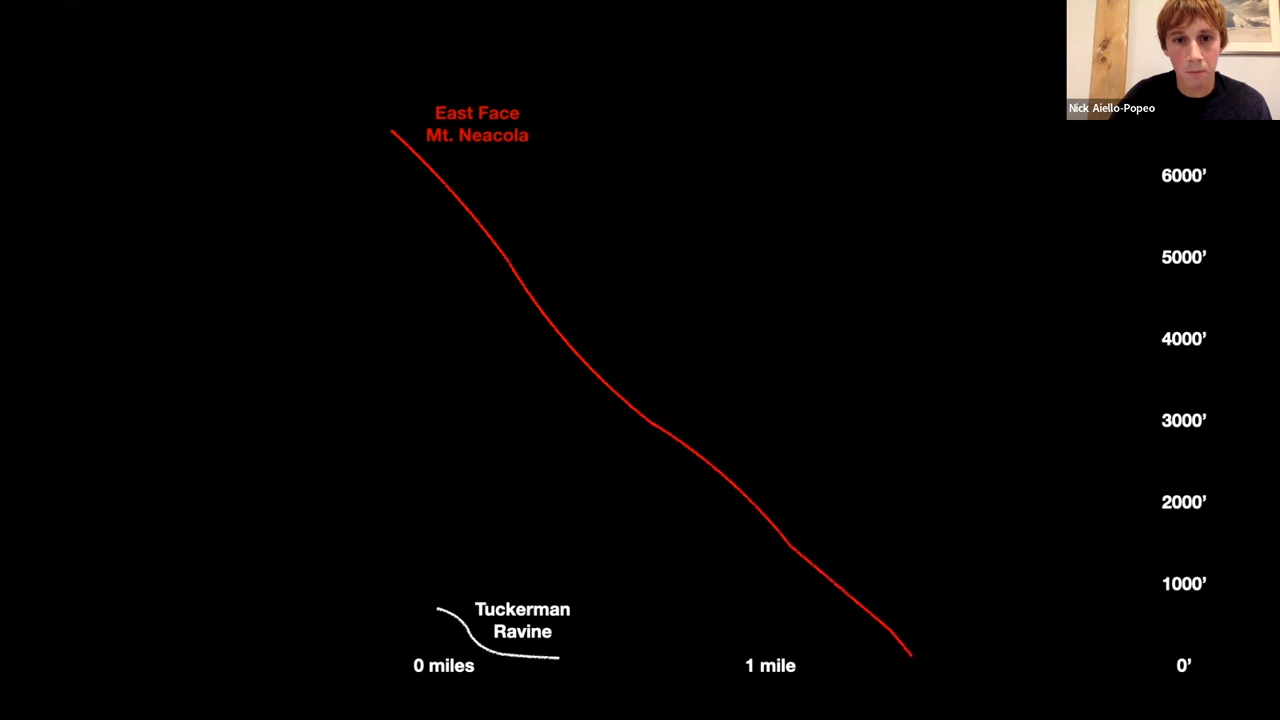 Nick Aiello-Popeo
East Face
Mt. Neacola
6000’
5000’
4000’
3000’
2000’
1000’
Tuckerman
Ravine
0 miles
1 mile
0’